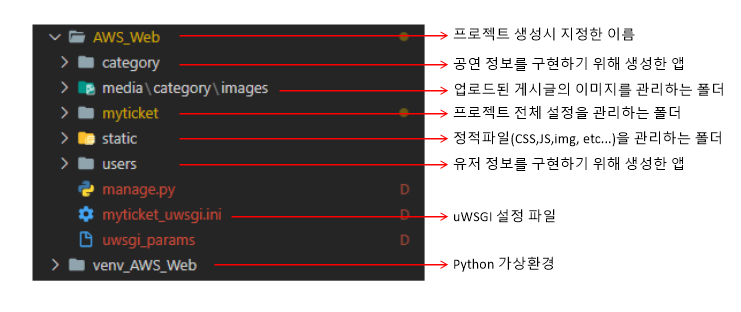 AWS_Web 프로젝트 생성시 지정한 이름
category 공연 정보를 구현하기 위해 생성한 앱
media\category\images 업로드된 게시글의 이미지를 관리하는 폴더
myticket 프로젝트 전체 설정을 관리하는 폴더
static 정적파일(CSS,JS,img, etc...)을 관리하는 폴더
users 유저 정보를 구현하기 위해 생성한 앱
manage.py D
myticket_uwsgi.ini D uWSGI 설정 파일
uwsgi_params D
venv_AWS_Web Python 가상환경